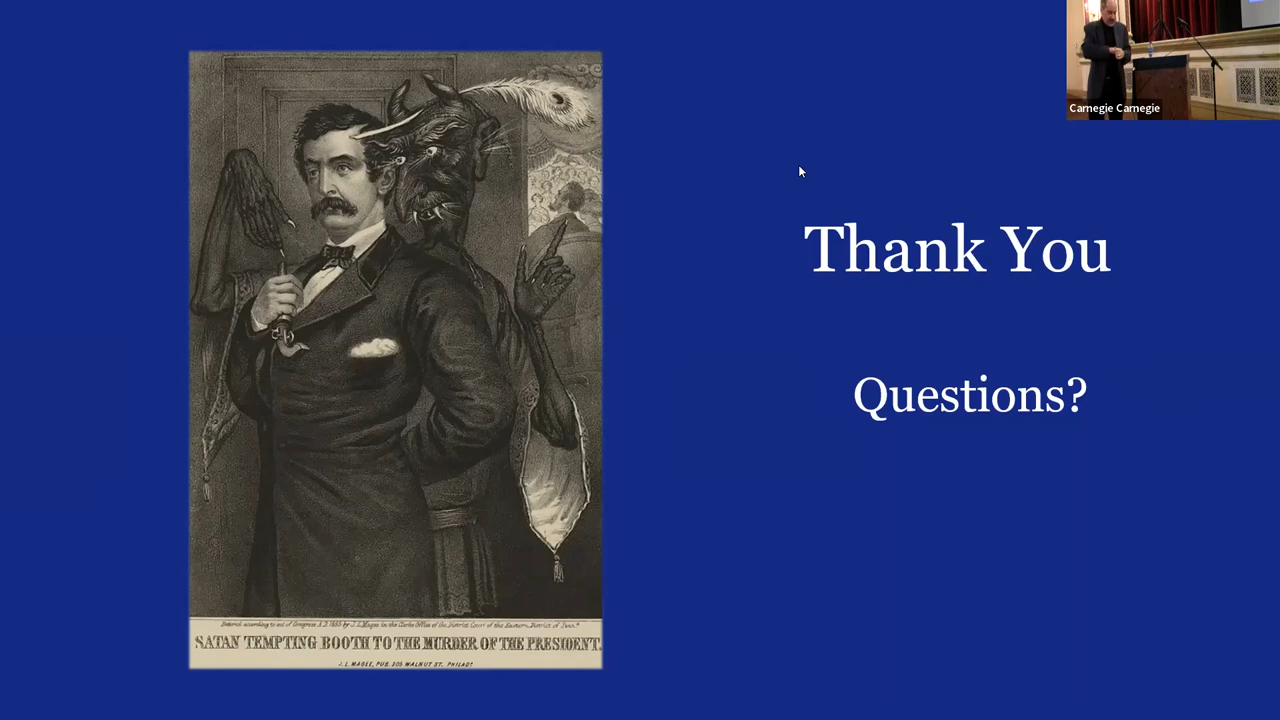 Carnegie Carnegie
Thank You
Questions?
Entered according to act of Congress A.D. 1865 by J.L. Magee in the Clerks Office of the District Court of the Eastern District of Penn.ª
SATAN TEMPTING BOOTH TO THE MURDER OF THE PRESIDENT.
J. L. MAGEE, PUB. 305 WALNUT ST. PHILADª